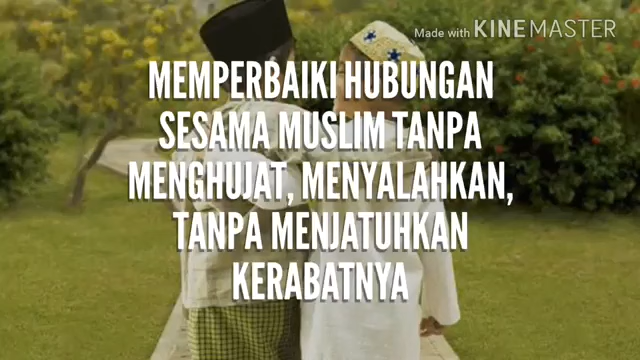 Made with KINEMASTER
MEMPERBAIKI HUBUNGAN
SESAMA MUSLIM TANPA
MENGHUJAT, MENYALAHKAN,
TANPA MENJATUHKAN
KERABATNYA